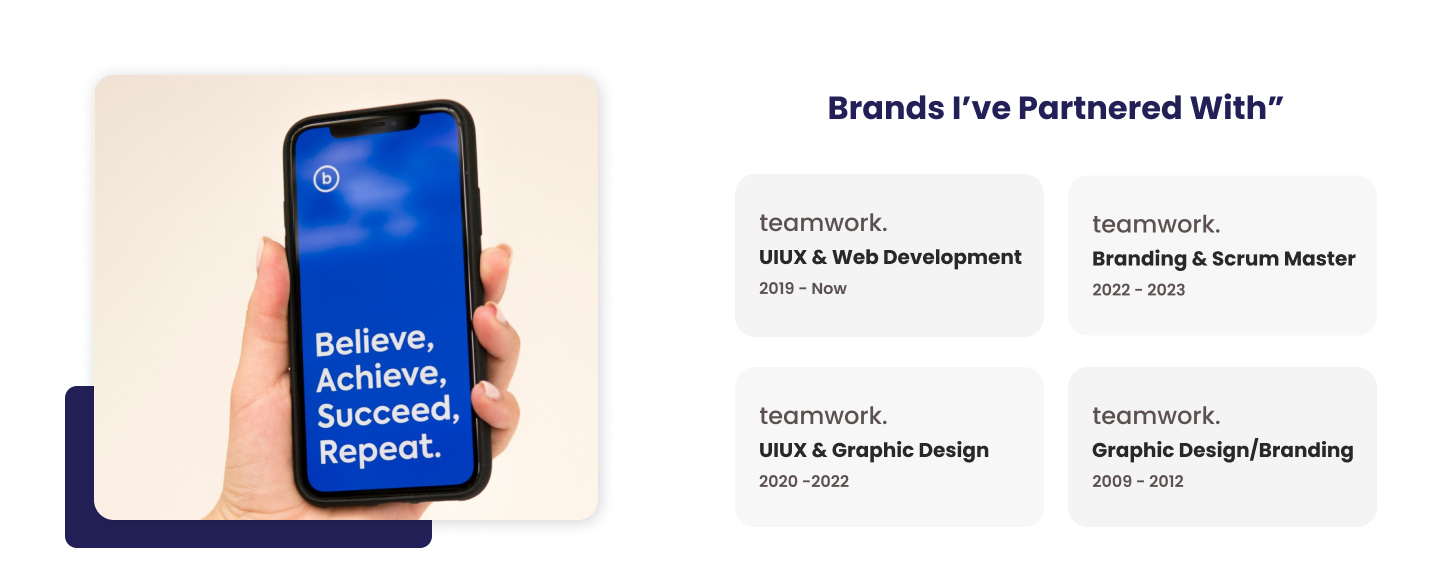 b
Believe,
Achieve,
Succeed,
Repeat.
Brands I’ve Partnered With”
teamwork.
UIUX & Web Development
2019 - Now
teamwork.
Branding & Scrum Master
2022 - 2023
teamwork.
UIUX & Graphic Design
2020 -2022
teamwork.
Graphic Design/Branding
2009 - 2012